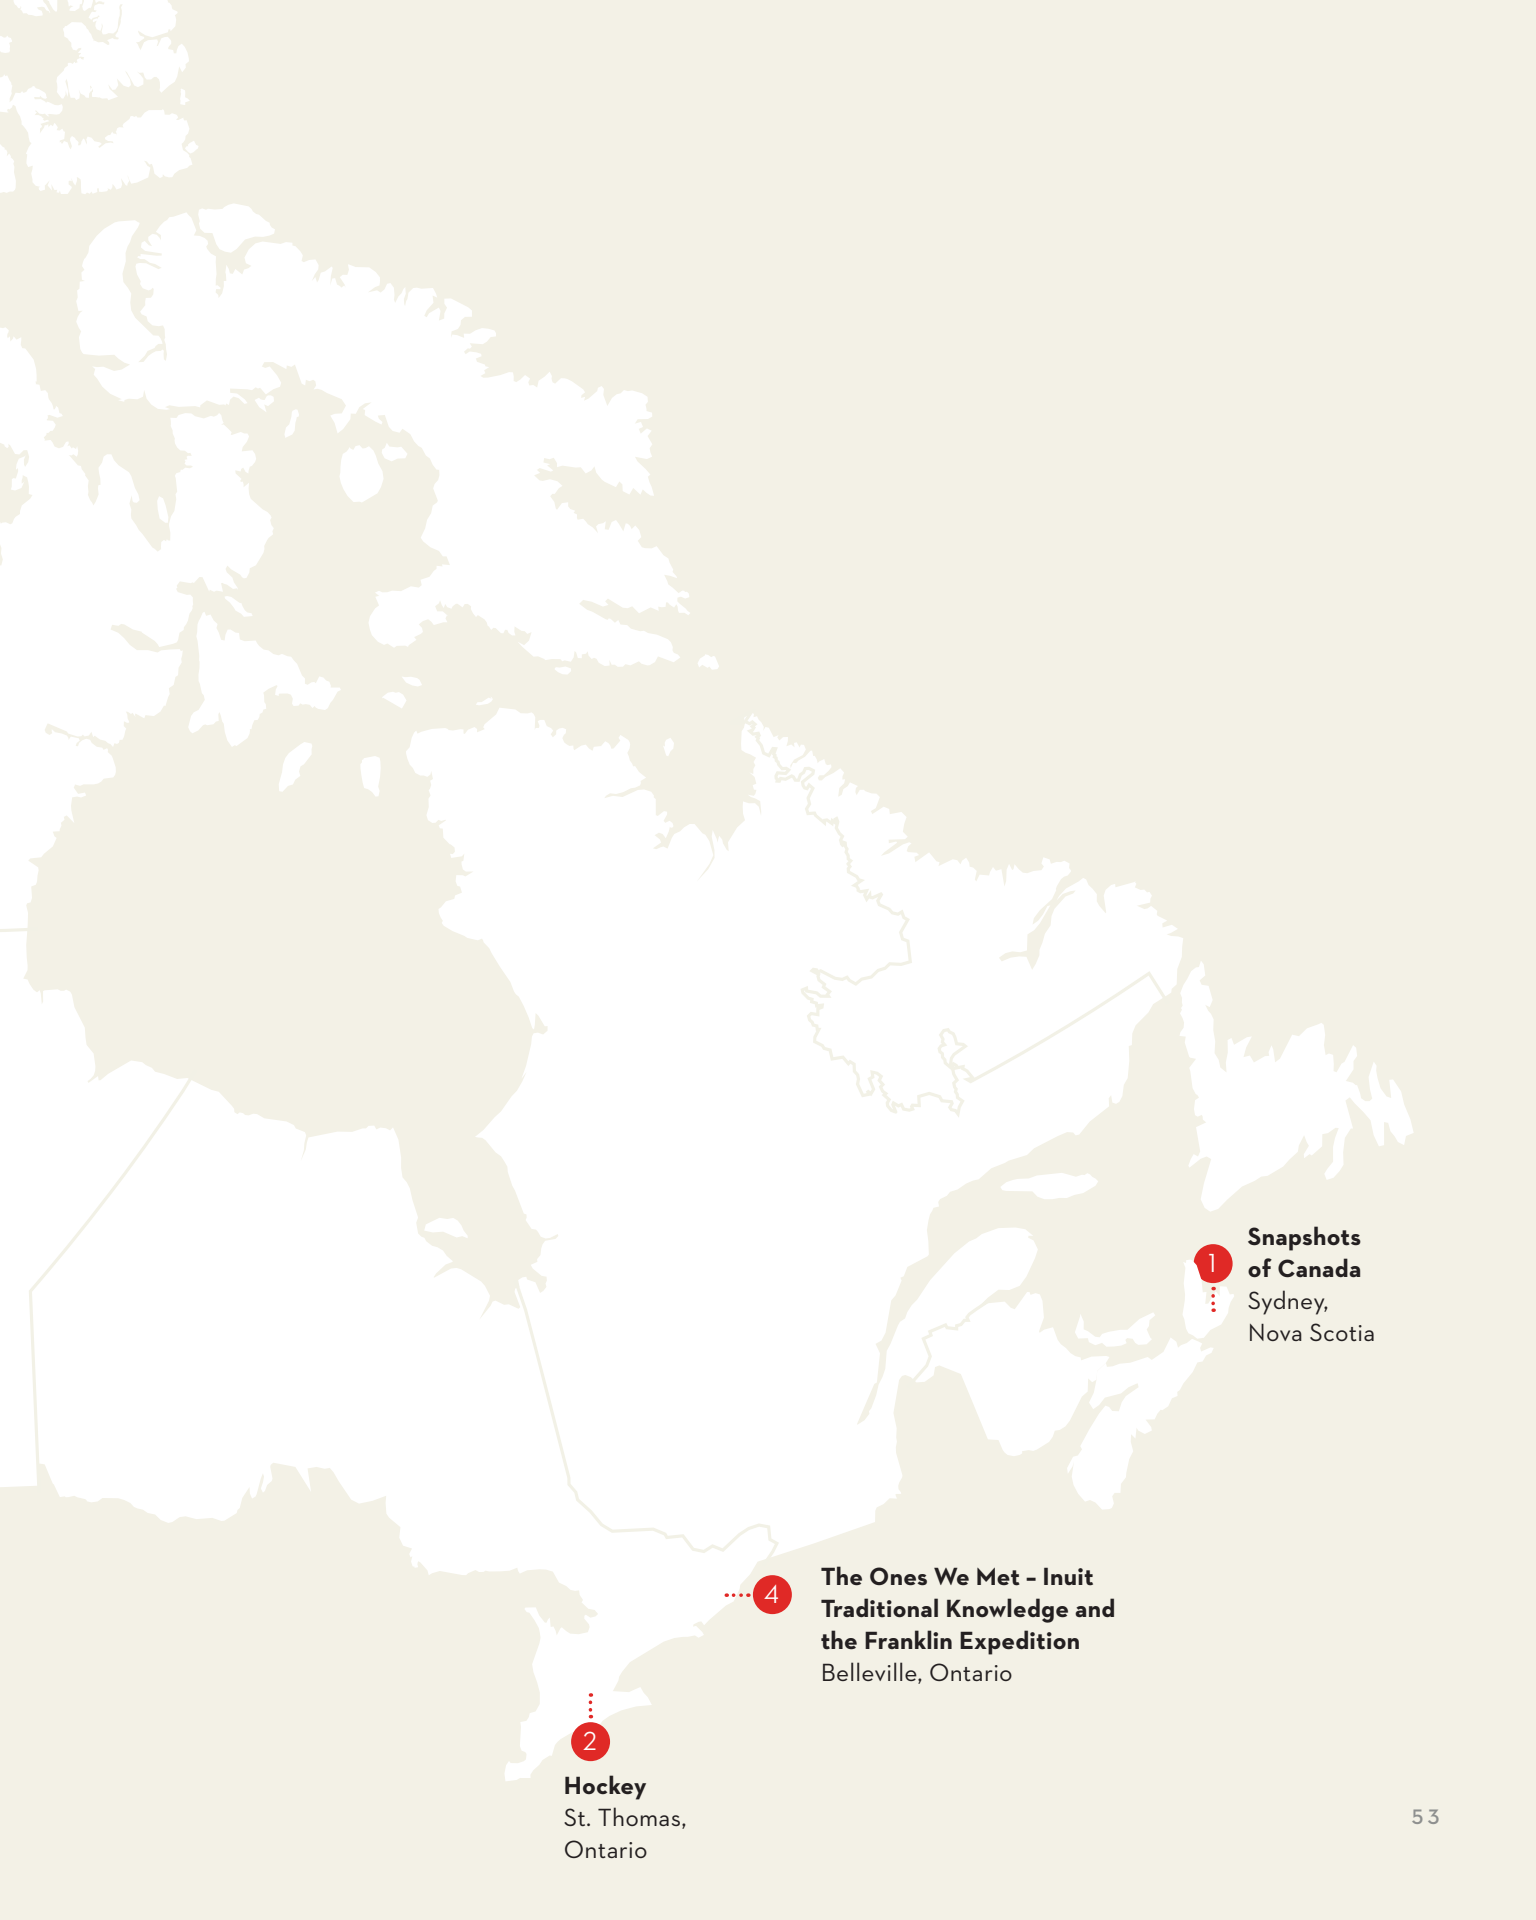 1
Snapshots
of Canada
Sydney,
Nova Scotia
4
The Ones We Met – Inuit
Traditional Knowledge and
the Franklin Expedition
Belleville, Ontario
2
Hockey
St. Thomas,
Ontario
53